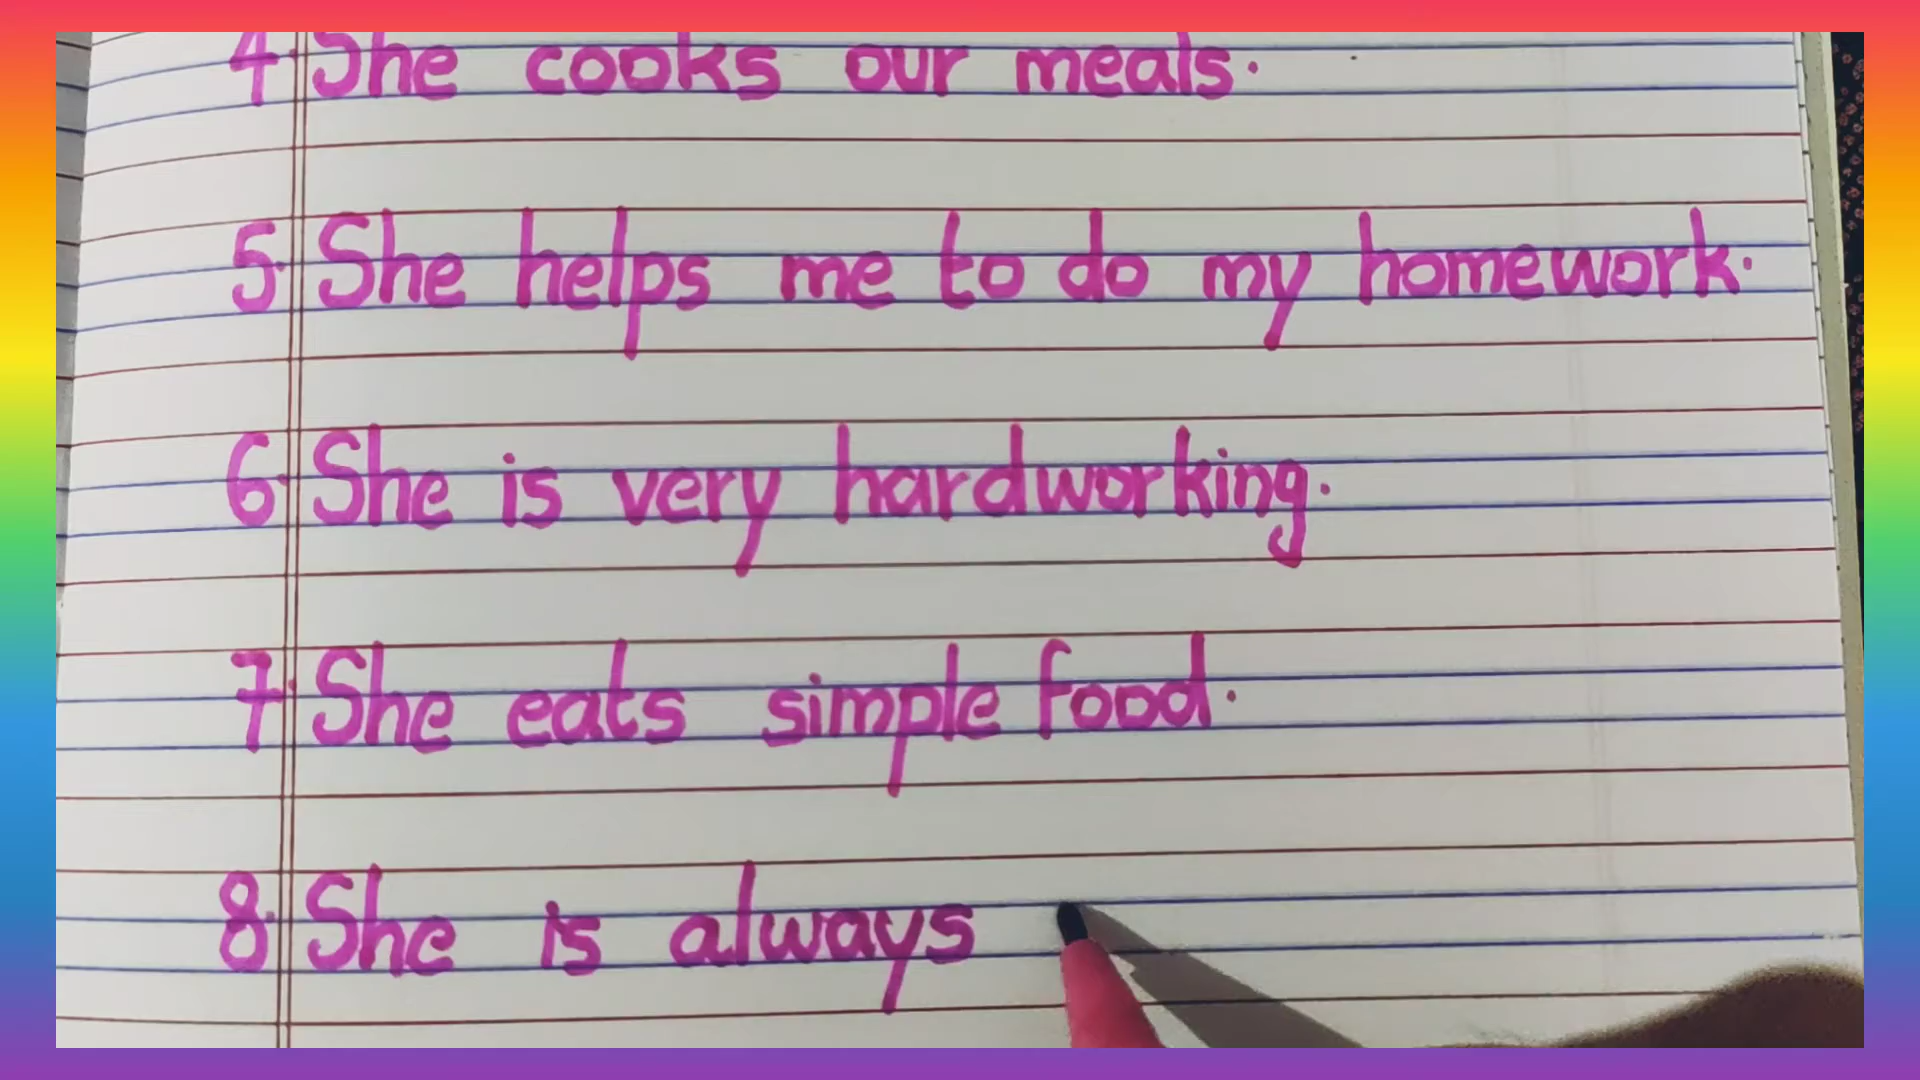 4. She cooks our meals.
5. She helps me to do my homework.
6. She is very hardworking.
7. She eats simple food.
8. She is always